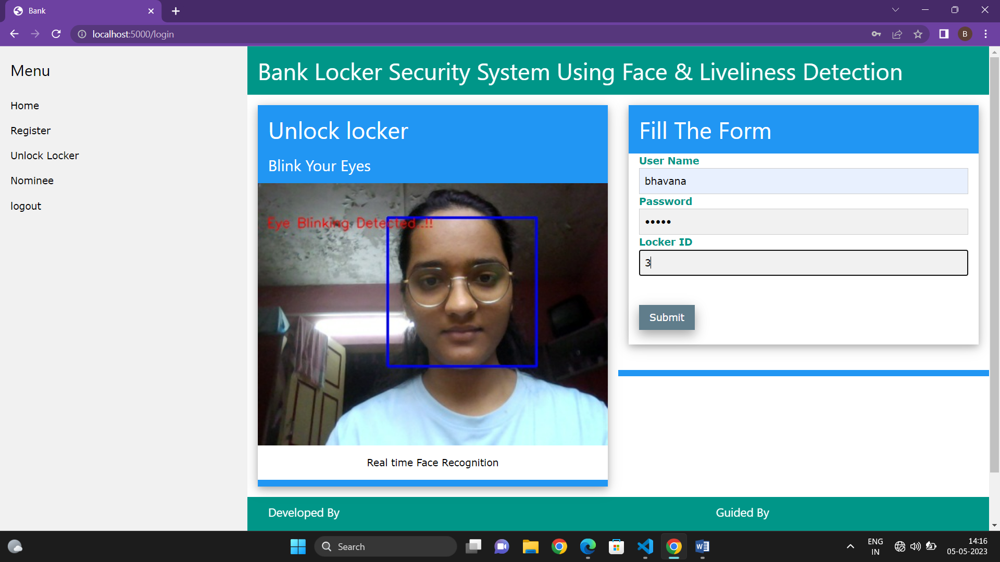 Bank
localhost:5000/login
B
Menu
Home
Register
Unlock Locker
Nominee
logout
Bank Locker Security System Using Face & Liveliness Detection
Unlock locker
Blink Your Eyes
Eye Blinking Detected..!!
Real time Face Recognition
Fill The Form
User Name
bhavana
Password
•••••
Locker ID
3
Submit
Developed By
Guided By
Search
W
ENG
IN
14:16
05-05-2023